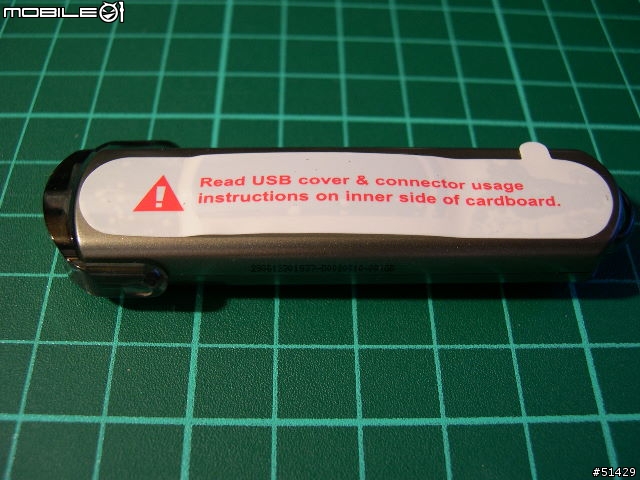 MOBILE01
Read USB cover & connector usage
instructions on inner side of cardboard.
#51429